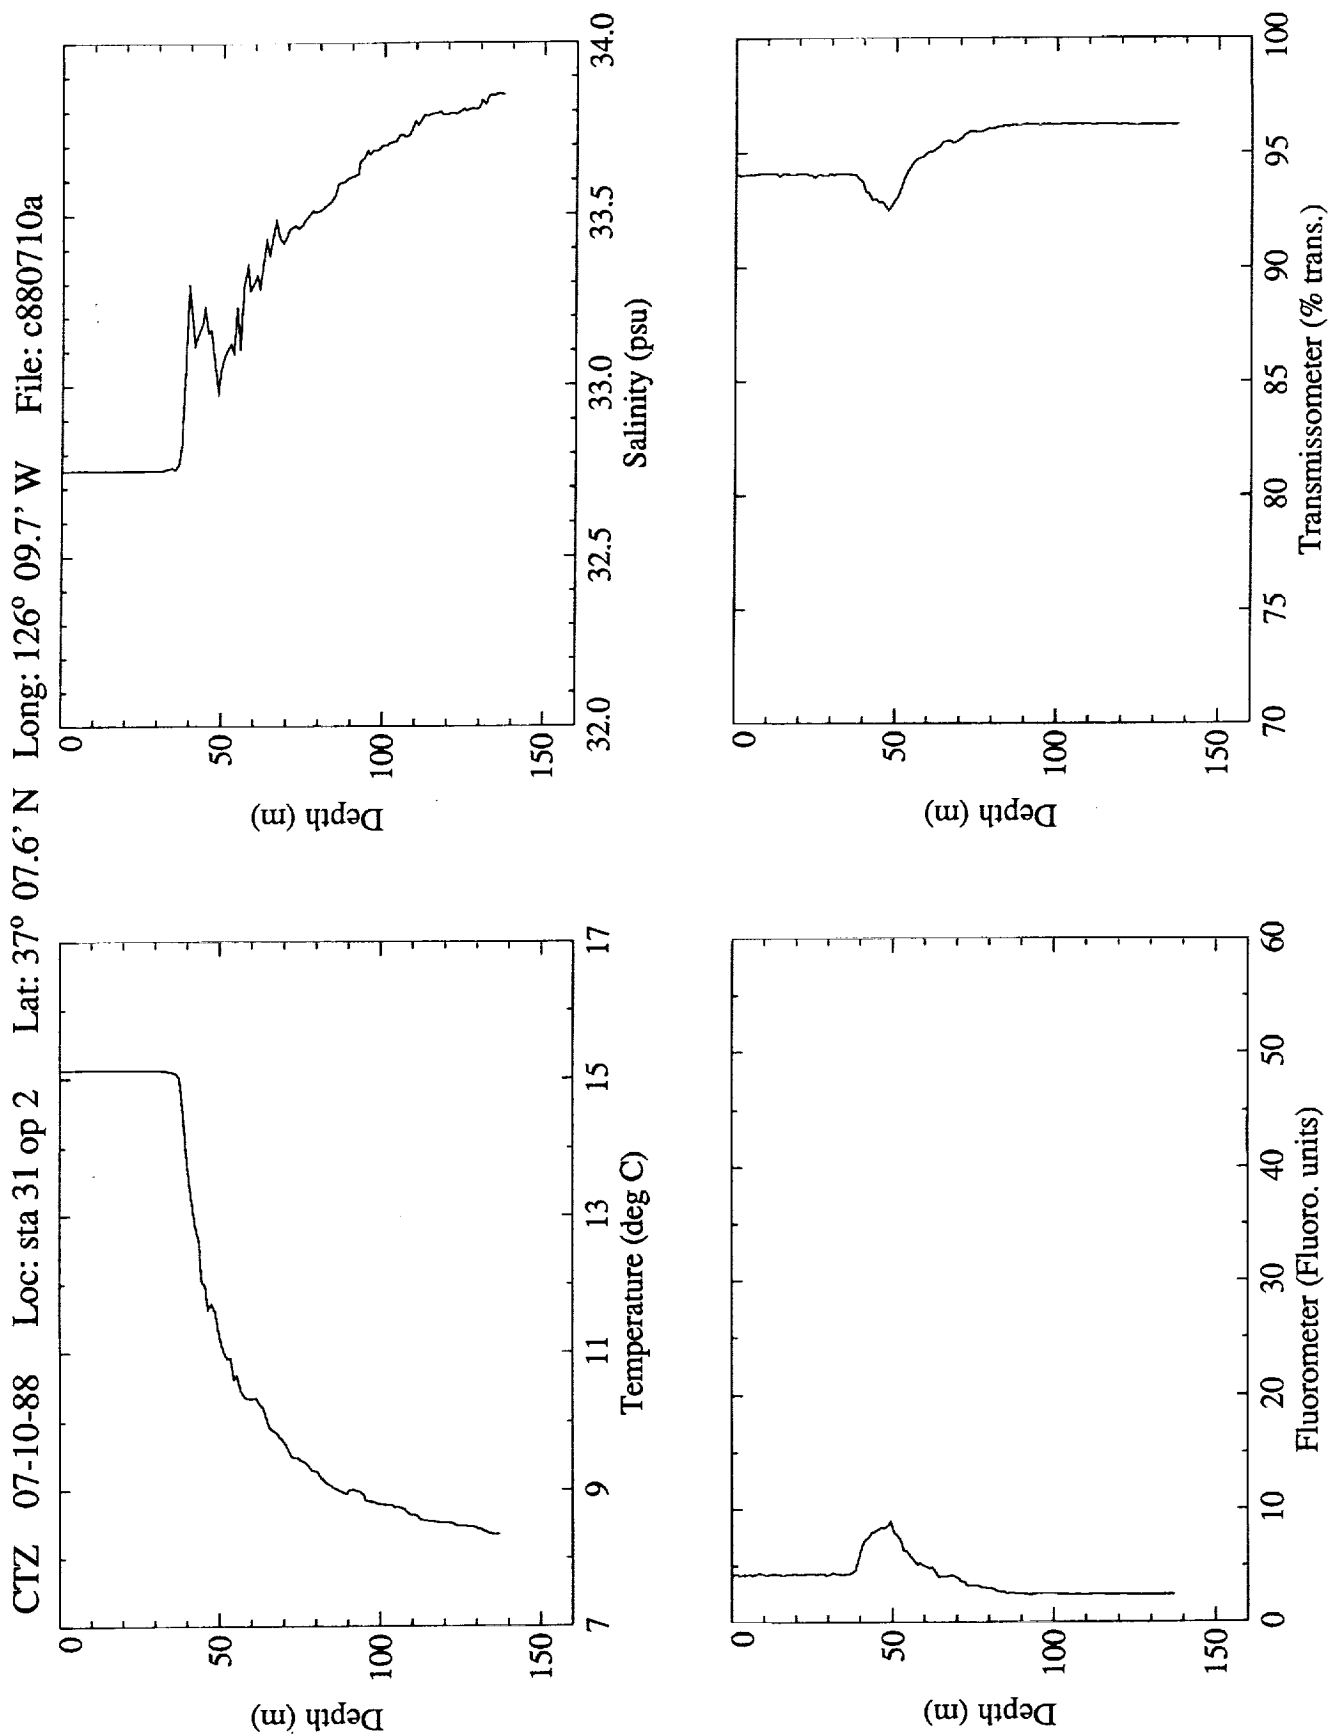 CTZ 07-10-88 Loc: sta 31 op 2 Lat: 37° 07.6' N Long: 126° 09.7' W File: c880710a
0
50
100
150
Depth (m)
7 9 11 13 15 17
Temperature (deg C)
0
50
100
150
Depth (m)
32.0 32.5 33.0 33.5 34.0
Salinity (psu)
0
50
100
150
Depth (m)
0 10 20 30 40 50 60
Fluorometer (Fluoro. units)
0
50
100
150
Depth (m)
70 75 80 85 90 95 100
Transmissometer (% trans.)